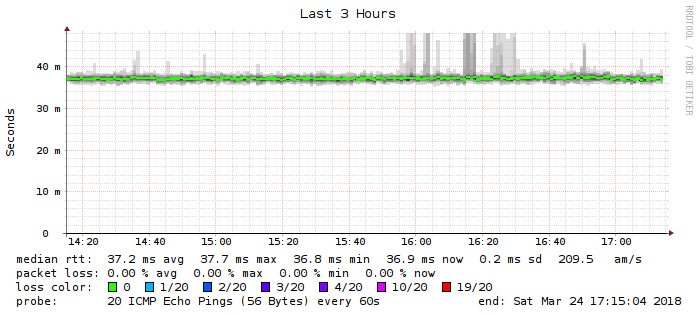 Last 3 Hours
RRDTOOL / TOBI OETIKER
Seconds
40 m
30 m
20 m
10 m
0
14:20 14:40 15:00 15:20 15:40 16:00 16:20 16:40 17:00
median rtt: 37.2 ms avg 37.7 ms max 36.8 ms min 36.9 ms now 0.2 ms sd 209.5 am/s
packet loss: 0.00 % avg 0.00 % max 0.00 % min 0.00 % now
loss color: 0 1/20 2/20 3/20 4/20 10/20 19/20
probe: 20 ICMP Echo Pings (56 Bytes) every 60s end: Sat Mar 24 17:15:04 2018